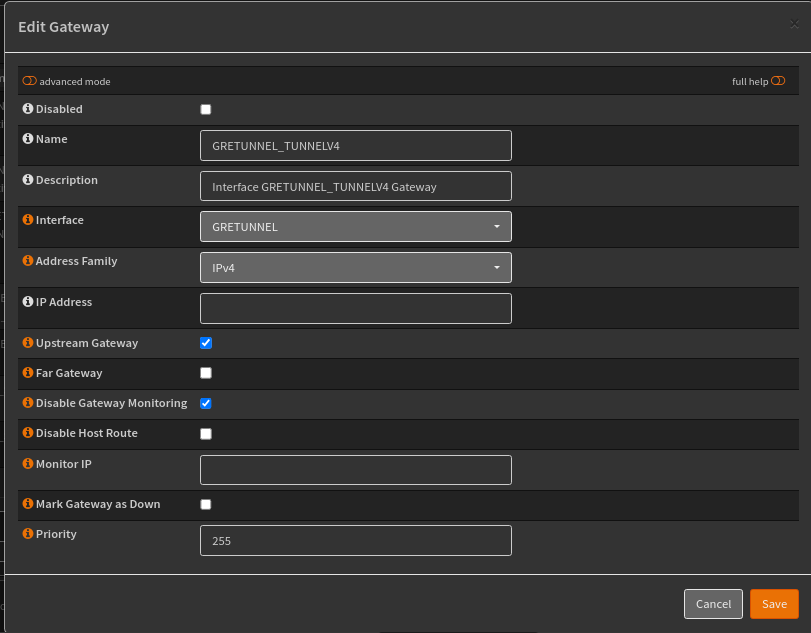 Edit Gateway
×
advanced mode
full help
Disabled
Name
GRETUNNEL_TUNNELV4
Description
Interface GRETUNNEL_TUNNELV4 Gateway
Interface
GRETUNNEL
Address Family
IPv4
IP Address
Upstream Gateway
Far Gateway
Disable Gateway Monitoring
Disable Host Route
Monitor IP
Mark Gateway as Down
Priority
255
Cancel
Save